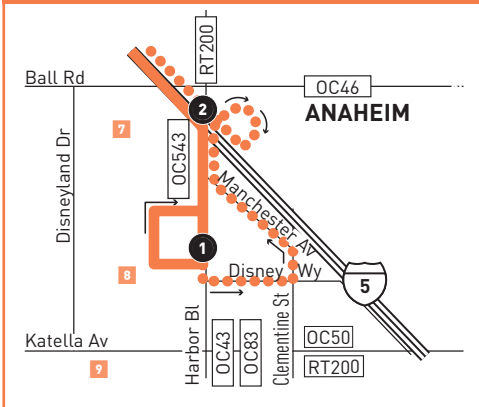 RT200
Ball Rd
OC46
2
ANAHEIM
7
OC543
Disneyland Dr
Manchester Av
1
8
Disney Wy
5
Harbor Bl
OC43
OC83
Clementine St
OC50
Katella Av
RT200
9